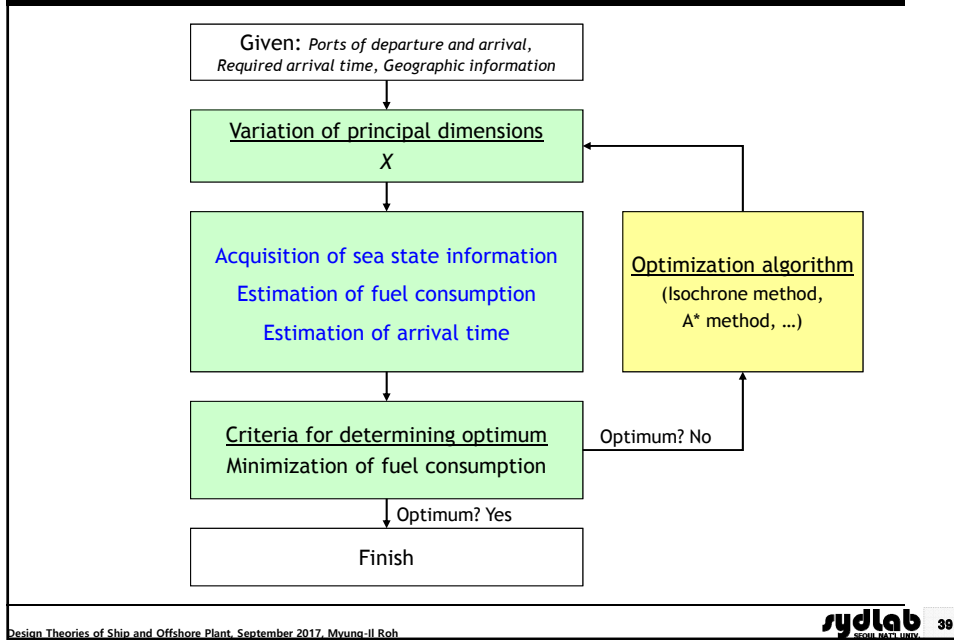 Given: Ports of departure and arrival,
Required arrival time, Geographic information
Variation of principal dimensions
X
Acquisition of sea state information
Estimation of fuel consumption
Estimation of arrival time
Optimization algorithm
(Isochrone method,
A* method, …)
Criteria for determining optimum
Minimization of fuel consumption
Optimum? No
Optimum? Yes
Finish
Design Theories of Ship and Offshore Plant, September 2017, Myung-Il Roh
sydlab
SEOUL NAT'L UNIV.
39